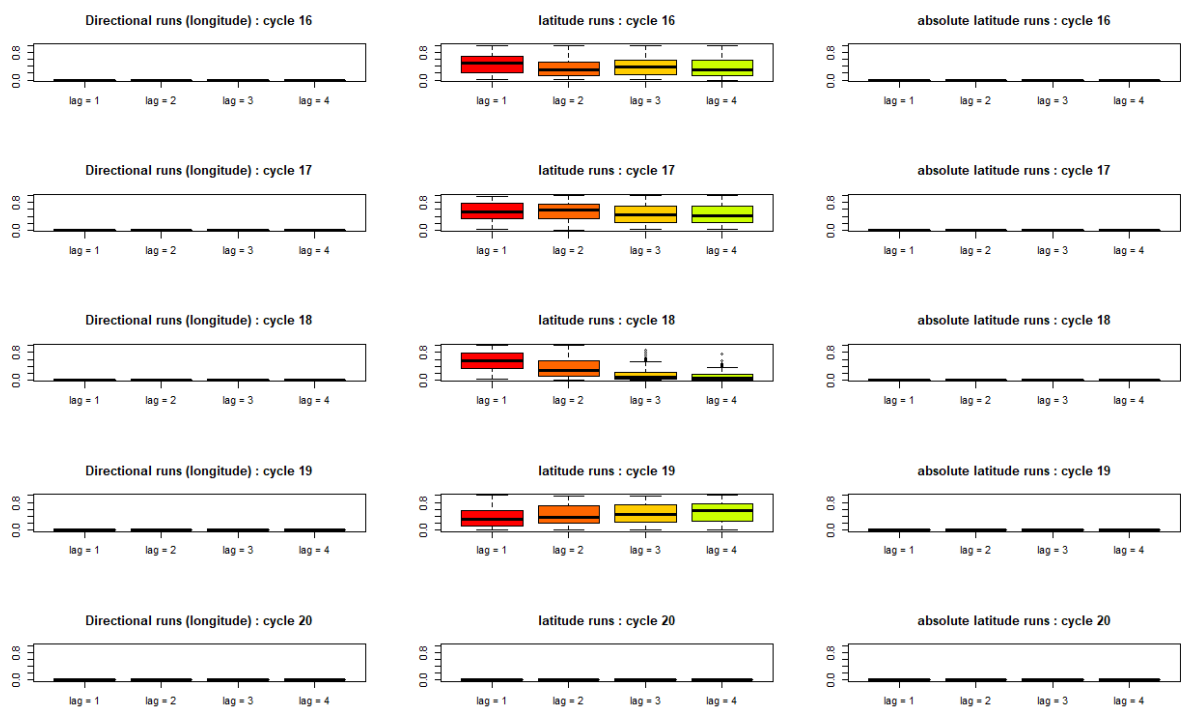 Directional runs (longitude) : cycle 16
0.0 0.8
lag = 1 lag = 2 lag = 3 lag = 4
latitude runs : cycle 16
0.0 0.8
lag = 1 lag = 2 lag = 3 lag = 4
absolute latitude runs : cycle 16
0.0 0.8
lag = 1 lag = 2 lag = 3 lag = 4
Directional runs (longitude) : cycle 17
0.0 0.8
lag = 1 lag = 2 lag = 3 lag = 4
latitude runs : cycle 17
0.0 0.8
lag = 1 lag = 2 lag = 3 lag = 4
absolute latitude runs : cycle 17
0.0 0.8
lag = 1 lag = 2 lag = 3 lag = 4
Directional runs (longitude) : cycle 18
0.0 0.8
lag = 1 lag = 2 lag = 3 lag = 4
latitude runs : cycle 18
0.0 0.8
lag = 1 lag = 2 lag = 3 lag = 4
absolute latitude runs : cycle 18
0.0 0.8
lag = 1 lag = 2 lag = 3 lag = 4
Directional runs (longitude) : cycle 19
0.0 0.8
lag = 1 lag = 2 lag = 3 lag = 4
latitude runs : cycle 19
0.0 0.8
lag = 1 lag = 2 lag = 3 lag = 4
absolute latitude runs : cycle 19
0.0 0.8
lag = 1 lag = 2 lag = 3 lag = 4
Directional runs (longitude) : cycle 20
0.0 0.8
lag = 1 lag = 2 lag = 3 lag = 4
latitude runs : cycle 20
0.0 0.8
lag = 1 lag = 2 lag = 3 lag = 4
absolute latitude runs : cycle 20
0.0 0.8
lag = 1 lag = 2 lag = 3 lag = 4